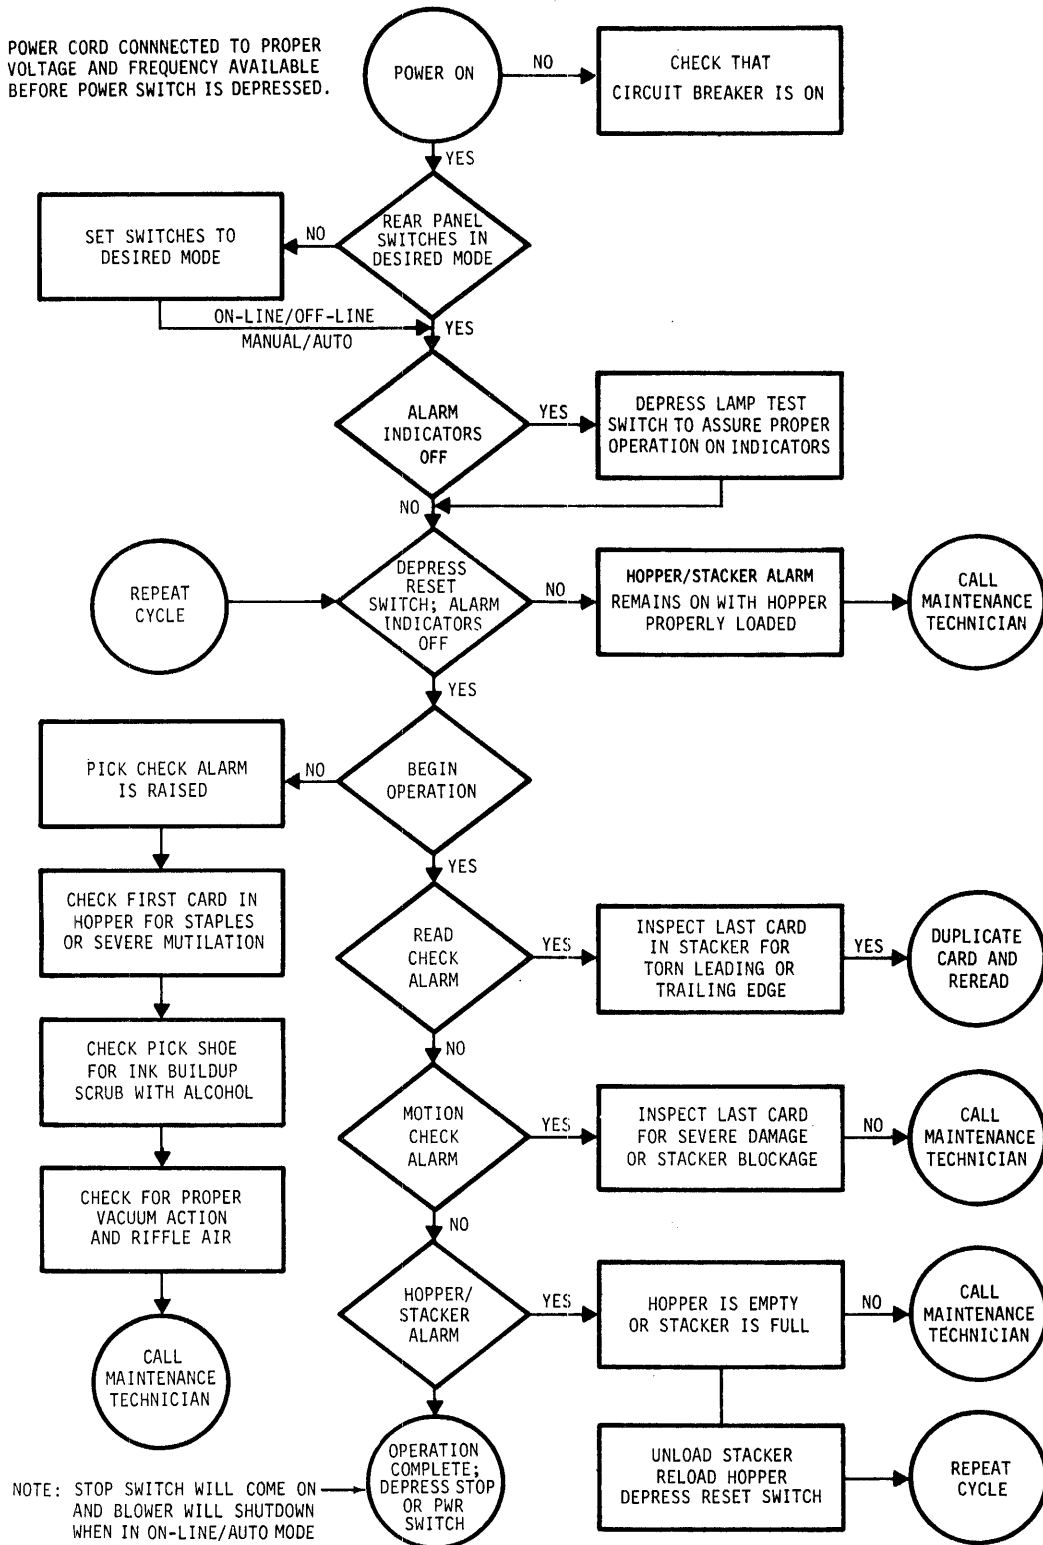 POWER CORD CONNNECTED TO PROPER
VOLTAGE AND FREQUENCY AVAILABLE
BEFORE POWER SWITCH IS DEPRESSED.
POWER ON
NO
CHECK THAT
CIRCUIT BREAKER IS ON
YES
REAR PANEL
SWITCHES IN
DESIRED MODE
NO
SET SWITCHES TO
DESIRED MODE
ON-LINE/OFF-LINE
MANUAL/AUTO
YES
ALARM
INDICATORS
OFF
YES
DEPRESS LAMP TEST
SWITCH TO ASSURE PROPER
OPERATION ON INDICATORS
NO
REPEAT
CYCLE
DEPRESS
RESET
SWITCH; ALARM
INDICATORS
OFF
NO
HOPPER/STACKER ALARM
REMAINS ON WITH HOPPER
PROPERLY LOADED
CALL
MAINTENANCE
TECHNICIAN
YES
BEGIN
OPERATION
NO
PICK CHECK ALARM
IS RAISED
CHECK FIRST CARD IN
HOPPER FOR STAPLES
OR SEVERE MUTILATION
CHECK PICK SHOE
FOR INK BUILDUP
SCRUB WITH ALCOHOL
CHECK FOR PROPER
VACUUM ACTION
AND RIFFLE AIR
CALL
MAINTENANCE
TECHNICIAN
YES
READ
CHECK
ALARM
YES
INSPECT LAST CARD
IN STACKER FOR
TORN LEADING OR
TRAILING EDGE
YES
DUPLICATE
CARD AND
REREAD
NO
MOTION
CHECK
ALARM
YES
INSPECT LAST CARD
FOR SEVERE DAMAGE
OR STACKER BLOCKAGE
NO
CALL
MAINTENANCE
TECHNICIAN
NO
HOPPER/
STACKER
ALARM
YES
HOPPER IS EMPTY
OR STACKER IS FULL
NO
CALL
MAINTENANCE
TECHNICIAN
UNLOAD STACKER
RELOAD HOPPER
DEPRESS RESET SWITCH
REPEAT
CYCLE
NO
OPERATION
COMPLETE;
DEPRESS STOP
OR PWR
SWITCH
NOTE: STOP SWITCH WILL COME ON
AND BLOWER WILL SHUTDOWN
WHEN IN ON-LINE/AUTO MODE